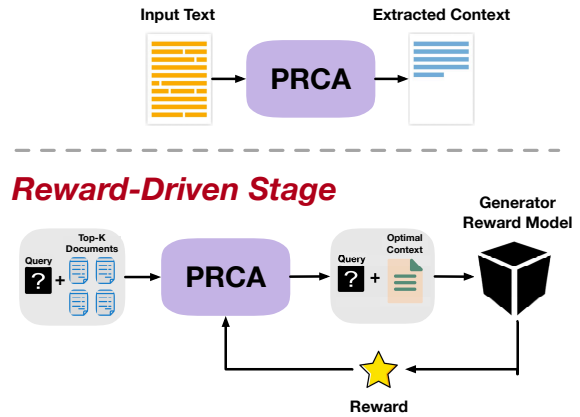 Input Text
Extracted Context
PRCA
Reward-Driven Stage
Generator
Reward Model
Top-K
Documents
Query
?
+
PRCA
Optimal
Context
Query
?
+
Reward